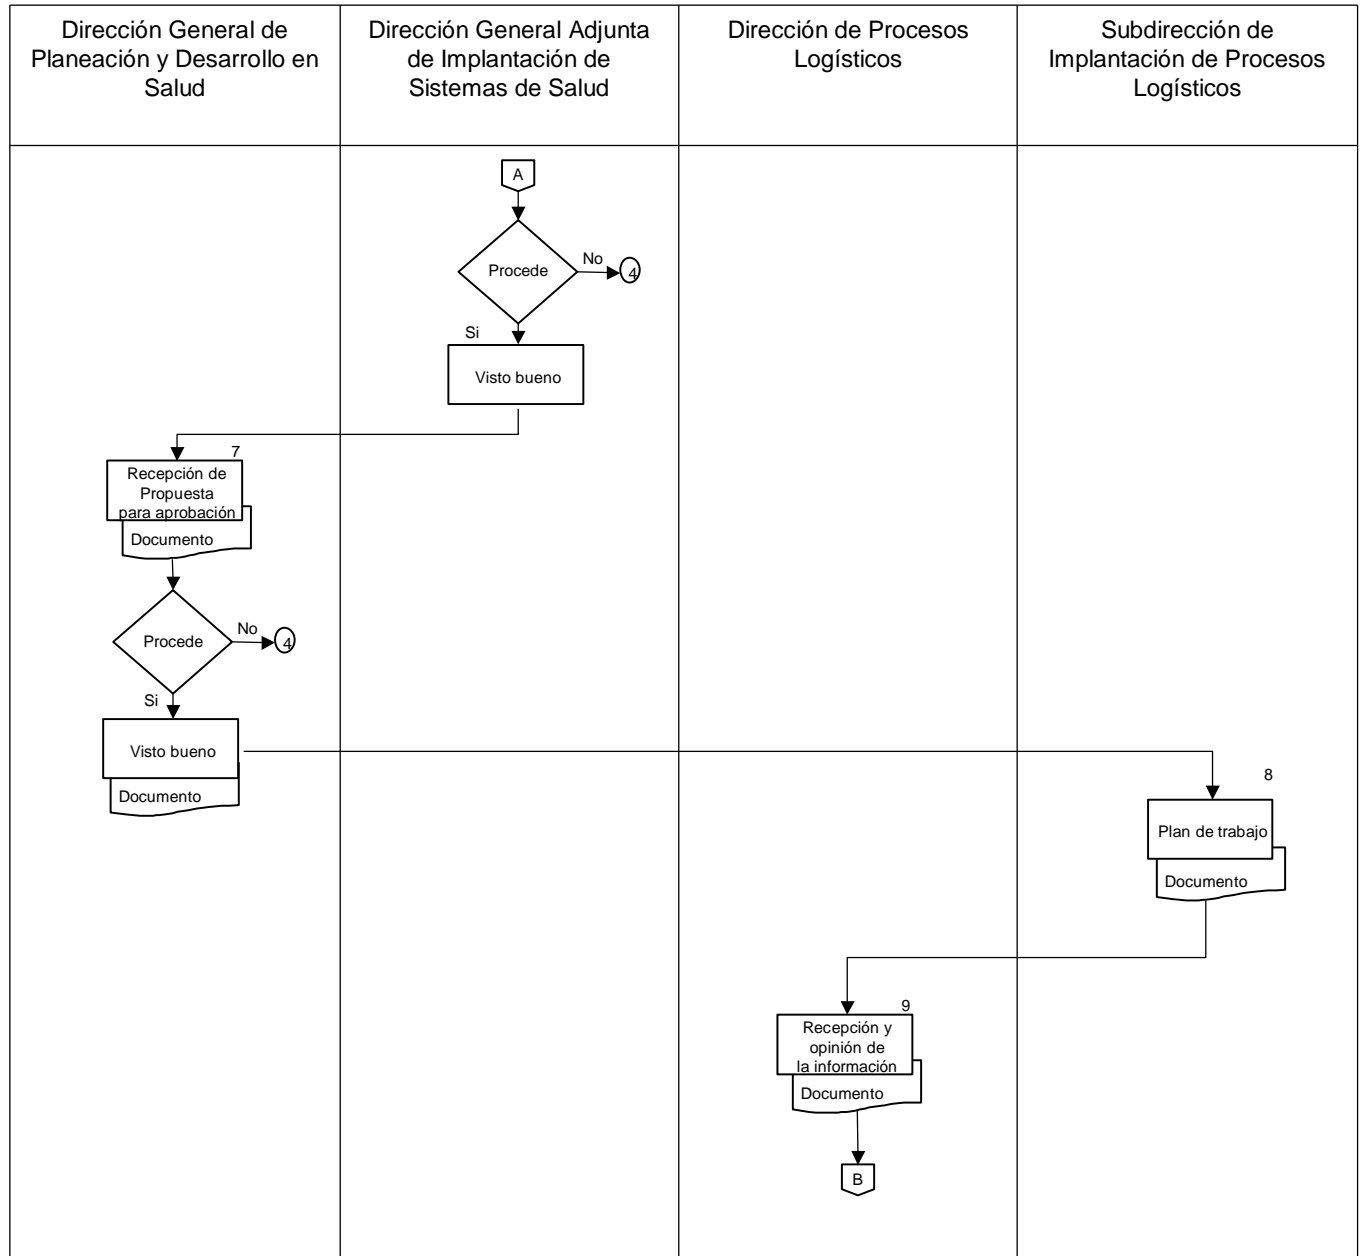 Dirección General de
Planeación y Desarrollo en
Salud
Dirección General Adjunta
de Implantación de
Sistemas de Salud
Dirección de Procesos
Logísticos
Subdirección de
Implantación de Procesos
Logísticos
A
Procede
No
4
Si
Visto bueno
7
Recepción de
Propuesta
para aprobación
Documento
Procede
No
4
Si
Visto bueno
Documento
8
Plan de trabajo
Documento
9
Recepción y
opinión de
la información
Documento
B